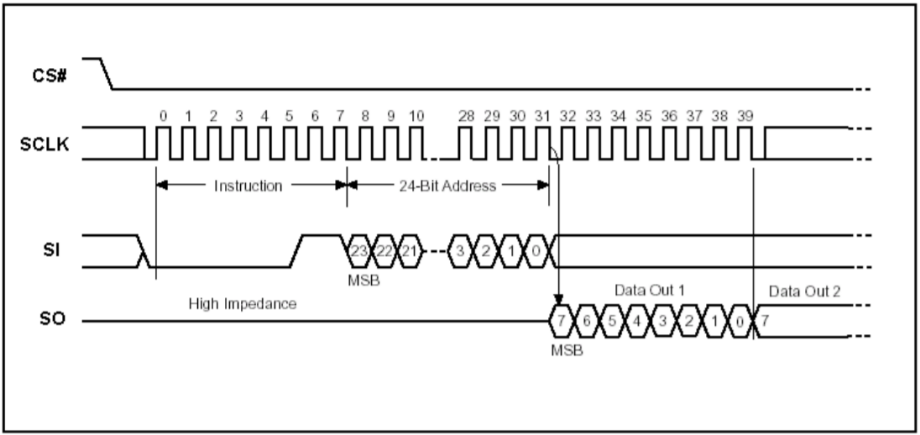 CS#
0 1 2 3 4 5 6 7 8 9 10 28 29 30 31 32 33 34 35 36 37 38 39
SCLK
Instruction 24-Bit Address
SI 23 22 21 3 2 1 0
MSB
High Impedance Data Out 1 Data Out 2
SO 7 6 5 4 3 2 1 0 7
MSB